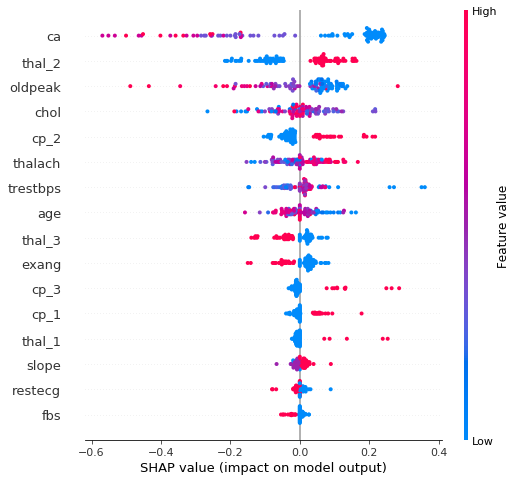 High
ca
thal_2
oldpeak
chol
cp_2
thalach
trestbps
age
thal_3
exang
cp_3
cp_1
thal_1
slope
restecg
fbs
Feature value
Low
−0.6 −0.4 −0.2 0.0 0.2 0.4
SHAP value (impact on model output)